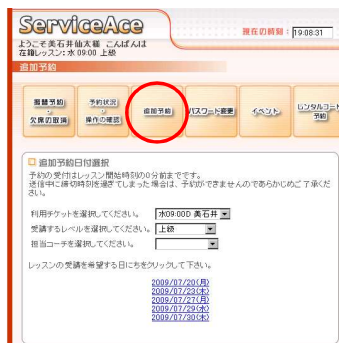 ServiceAce
現在の時刻： 19:08:31
ようこそ美石井仙太様 こんばんは
在籍レッスン：水 09:00 上級
追加予約
振替予約
欠席の取消
予約状況
操作の確認
追加予約
パスワード変更
イベント
レンタルコート
予約
追加予約日付選択
予約の受付はレッスン開始時刻の0分前までです。
送信中に締切時刻を過ぎてしまった場合は、予約ができませんのであらかじめご了承くだ
さい。
利用チケットを選択してください。 水09:00D 美石井
受講するレベルを選択してください。 上級
担当コーチを選択してください。
レッスンの受講を希望する日にちをクリックして下さい。
2009/07/20(月)
2009/07/23(木)
2009/07/27(月)
2009/07/29(水)
2009/07/30(木)